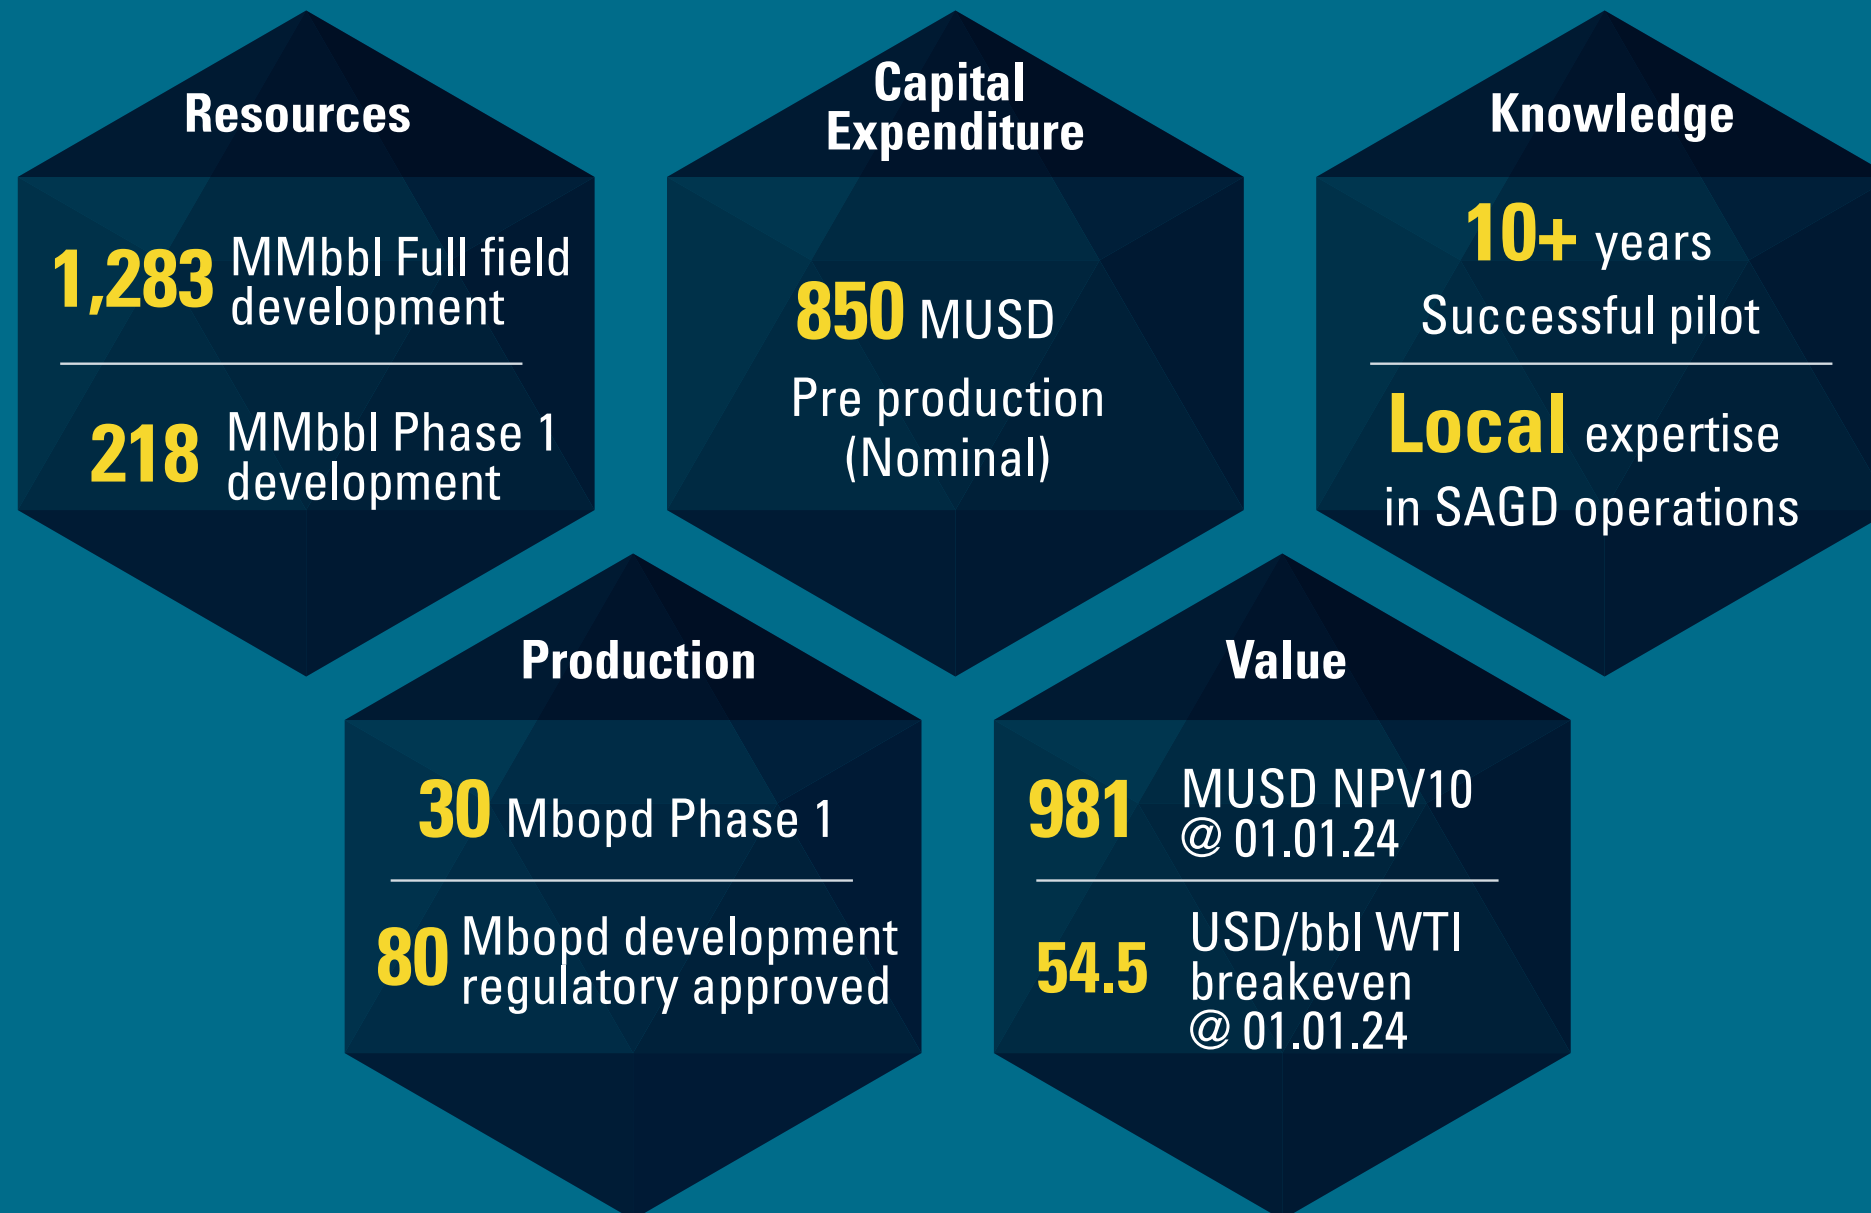 Resources
1,283 MMbbl Full field
development
218 MMbbl Phase 1
development
Capital
Expenditure
850 MUSD
Pre production
(Nominal)
Knowledge
10+ years
Successful pilot
Local expertise
in SAGD operations
Production
30 Mbopd Phase 1
80 Mbopd development
regulatory approved
Value
981 MUSD NPV10
@ 01.01.24
54.5 USD/bbl WTI
breakeven
@ 01.01.24